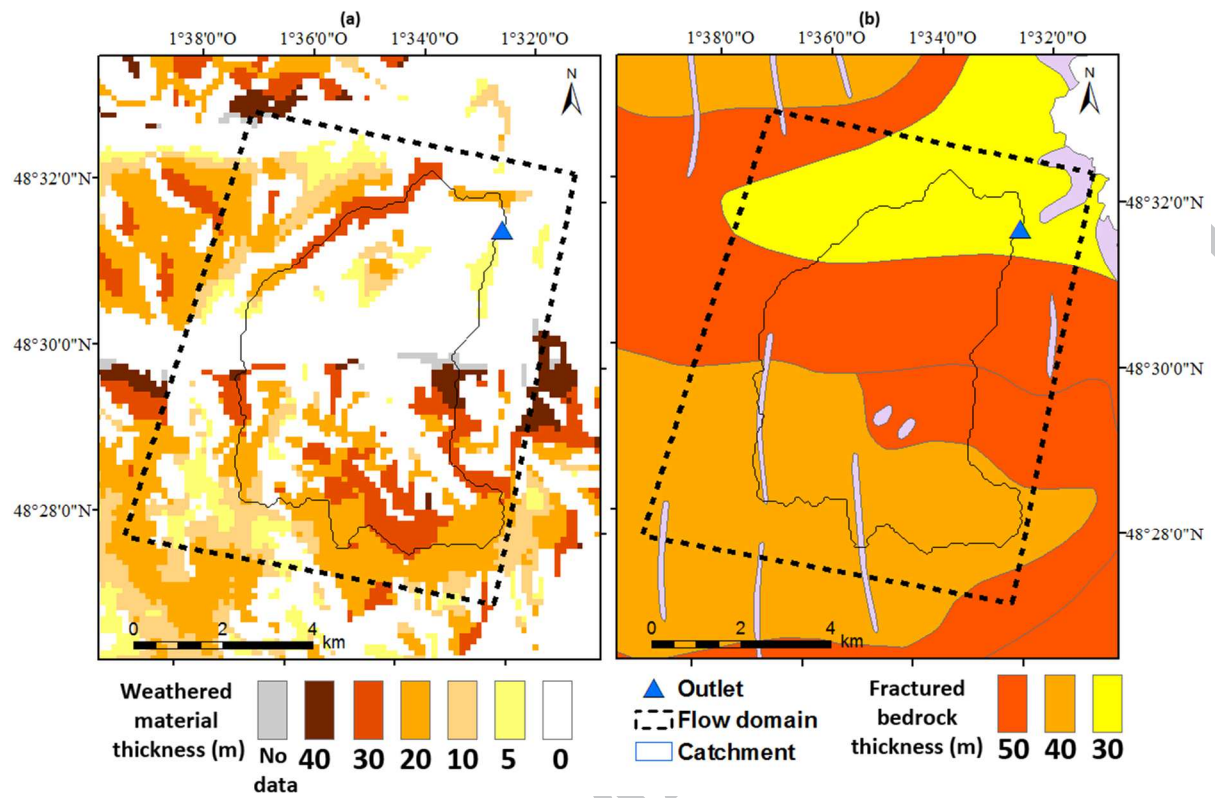 (a)
(b)
1°38'0"O 1°36'0"O 1°34'0"O 1°32'0"O
1°38'0"O 1°36'0"O 1°34'0"O 1°32'0"O
N
N
48°32'0"N
48°30'0"N
48°28'0"N
48°32'0"N
48°30'0"N
48°28'0"N
0 2 4
km
0 2 4
km
Weathered
material
thickness (m)
No
data
40 30 20 10 5 0
Outlet
Flow domain
Catchment
Fractured
bedrock
thickness (m)
50 40 30